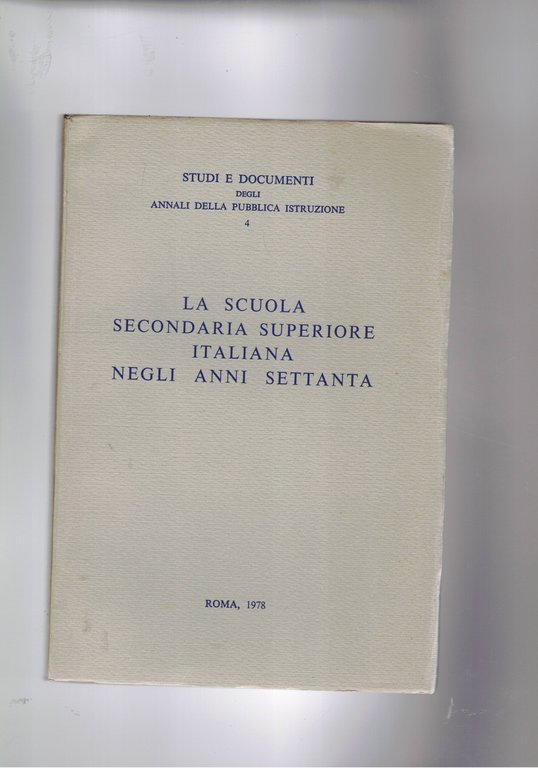 STUDI E DOCUMENTI
DEGLI
ANNALI DELLA PUBBLICA ISTRUZIONE
4
LA SCUOLA
SECONDARIA SUPERIORE
ITALIANA
NEGLI ANNI SETTANTA
ROMA, 1978